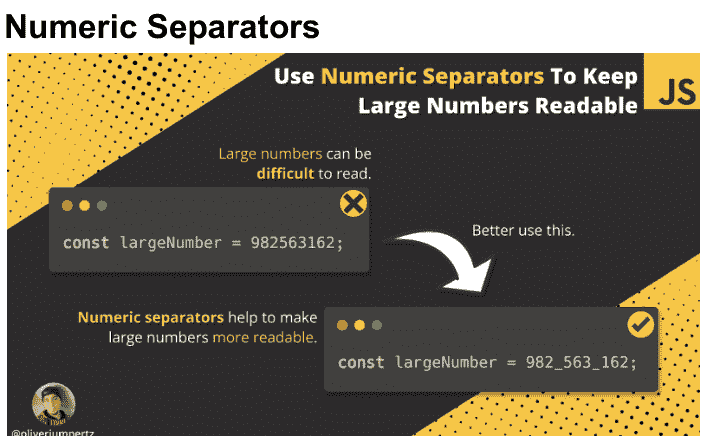 Numeric Separators
Use Numeric Separators To Keep
Large Numbers Readable
JS
Large numbers can be
difficult to read.
const largeNumber = 982563162;
Better use this.
Numeric separators help to make
large numbers more readable.
const largeNumber = 982_563_162;
@oliverjumpertz